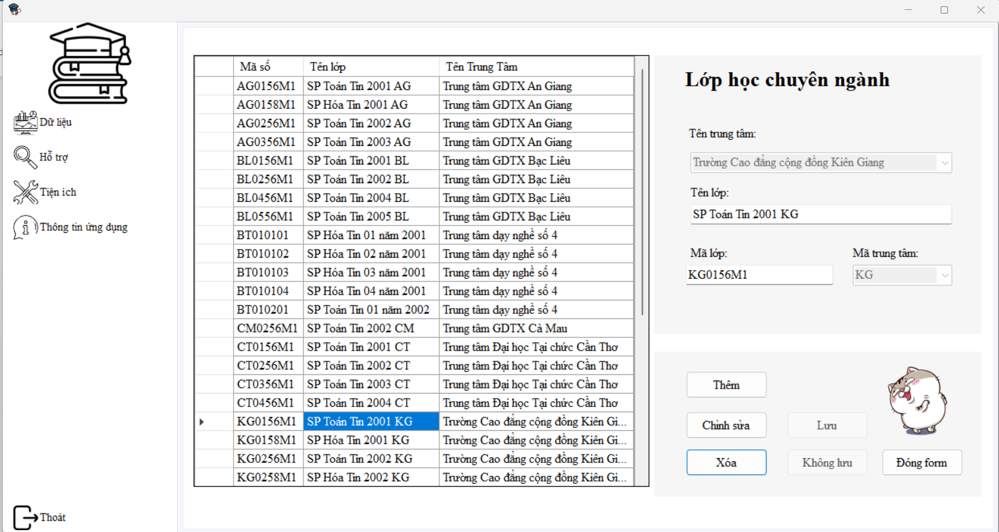 Dữ liệu
Hỗ trợ
Tiện ích
Thông tin ứng dụng
Thoát
Mã số Tên lớp Tên Trung Tâm
AG0156M1 SP Toán Tin 2001 AG Trung tâm GDTX An Giang
AG0158M1 SP Hóa Tin 2001 AG Trung tâm GDTX An Giang
AG0256M1 SP Toán Tin 2002 AG Trung tâm GDTX An Giang
AG0356M1 SP Toán Tin 2003 AG Trung tâm GDTX An Giang
BL0156M1 SP Toán Tin 2001 BL Trung tâm GDTX Bạc Liêu
BL0256M1 SP Toán Tin 2002 BL Trung tâm GDTX Bạc Liêu
BL0456M1 SP Toán Tin 2004 BL Trung tâm GDTX Bạc Liêu
BL0556M1 SP Toán Tin 2005 BL Trung tâm GDTX Bạc Liêu
BT010101 SP Hóa Tin 01 năm 2001 Trung tâm dạy nghề số 4
BT010102 SP Hóa Tin 02 năm 2001 Trung tâm dạy nghề số 4
BT010103 SP Hóa Tin 03 năm 2001 Trung tâm dạy nghề số 4
BT010104 SP Hóa Tin 04 năm 2001 Trung tâm dạy nghề số 4
BT010201 SP Toán Tin 01 năm 2002 Trung tâm dạy nghề số 4
CM0256M1 SP Toán Tin 2002 CM Trung tâm GDTX Cà Mau
CT0156M1 SP Toán Tin 2001 CT Trung tâm Đại học Tại chức Cần Thơ
CT0256M1 SP Toán Tin 2002 CT Trung tâm Đại học Tại chức Cần Thơ
CT0356M1 SP Toán Tin 2003 CT Trung tâm Đại học Tại chức Cần Thơ
CT0456M1 SP Toán Tin 2004 CT Trung tâm Đại học Tại chức Cần Thơ
KG0156M1 SP Toán Tin 2001 KG Trường Cao đẳng cộng đồng Kiên Gi...
KG0158M1 SP Hóa Tin 2001 KG Trường Cao đẳng cộng đồng Kiên Gi...
KG0256M1 SP Toán Tin 2002 KG Trường Cao đẳng cộng đồng Kiên Gi...
KG0258M1 SP Hóa Tin 2002 KG Trường Cao đẳng cộng đồng Kiên Gi...
Lớp học chuyên ngành
Tên trung tâm:
Trường Cao đẳng cộng đồng Kiên Giang
Tên lớp:
SP Toán Tin 2001 KG
Mã lớp: Mã trung tâm:
KG0156M1 KG
Thêm
Chỉnh sửa Lưu
Xóa Không lưu Đóng form